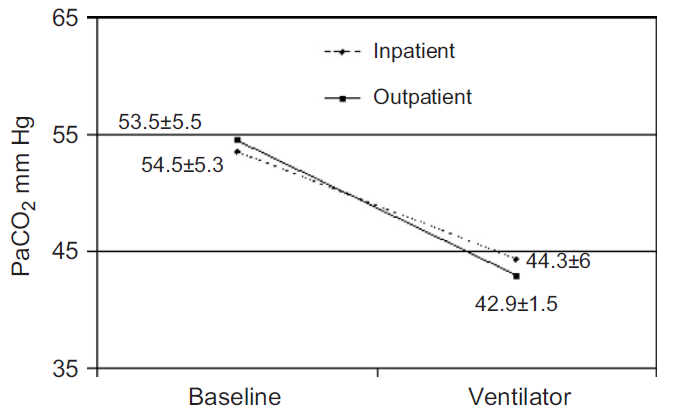 65
Inpatient
Outpatient
53.5±5.5
55
54.5±5.3
PaCO2 mm Hg
45
44.3±6
42.9±1.5
35
Baseline
Ventilator